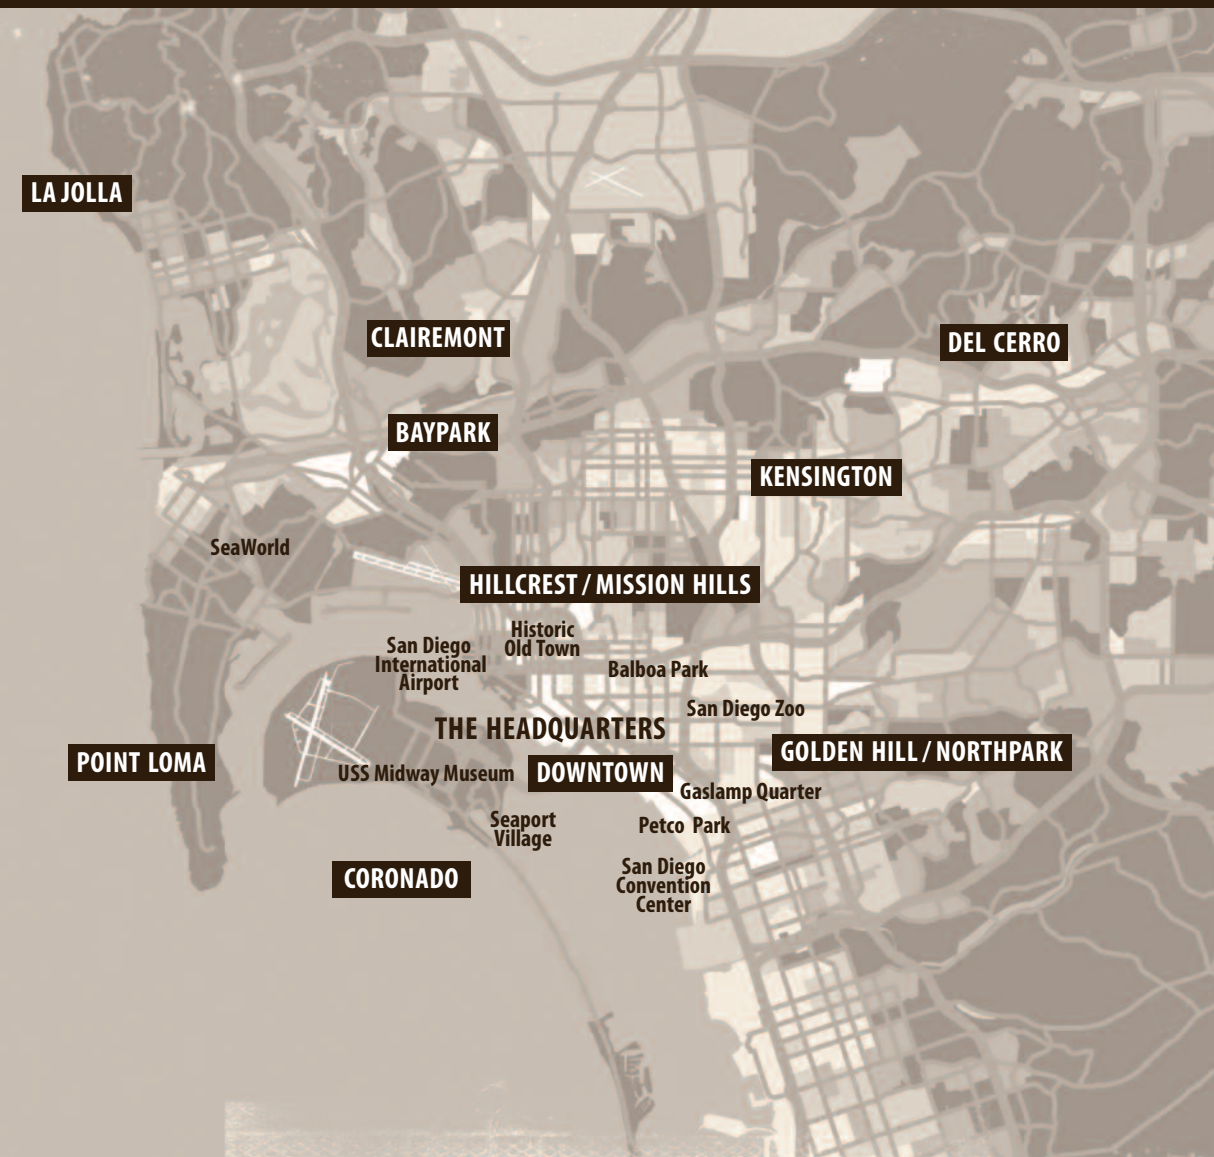 LA JOLLA
CLAIREMONT
DEL CERRO
BAYPARK
KENSINGTON
SeaWorld
HILLCREST / MISSION HILLS
Historic
Old Town
San Diego
International
Airport
Balboa Park
San Diego Zoo
THE HEADQUARTERS
GOLDEN HILL / NORTHPARK
POINT LOMA
USS Midway Museum
DOWNTOWN
Gaslamp Quarter
Seaport
Village
Petco Park
San Diego
Convention
Center
CORONADO